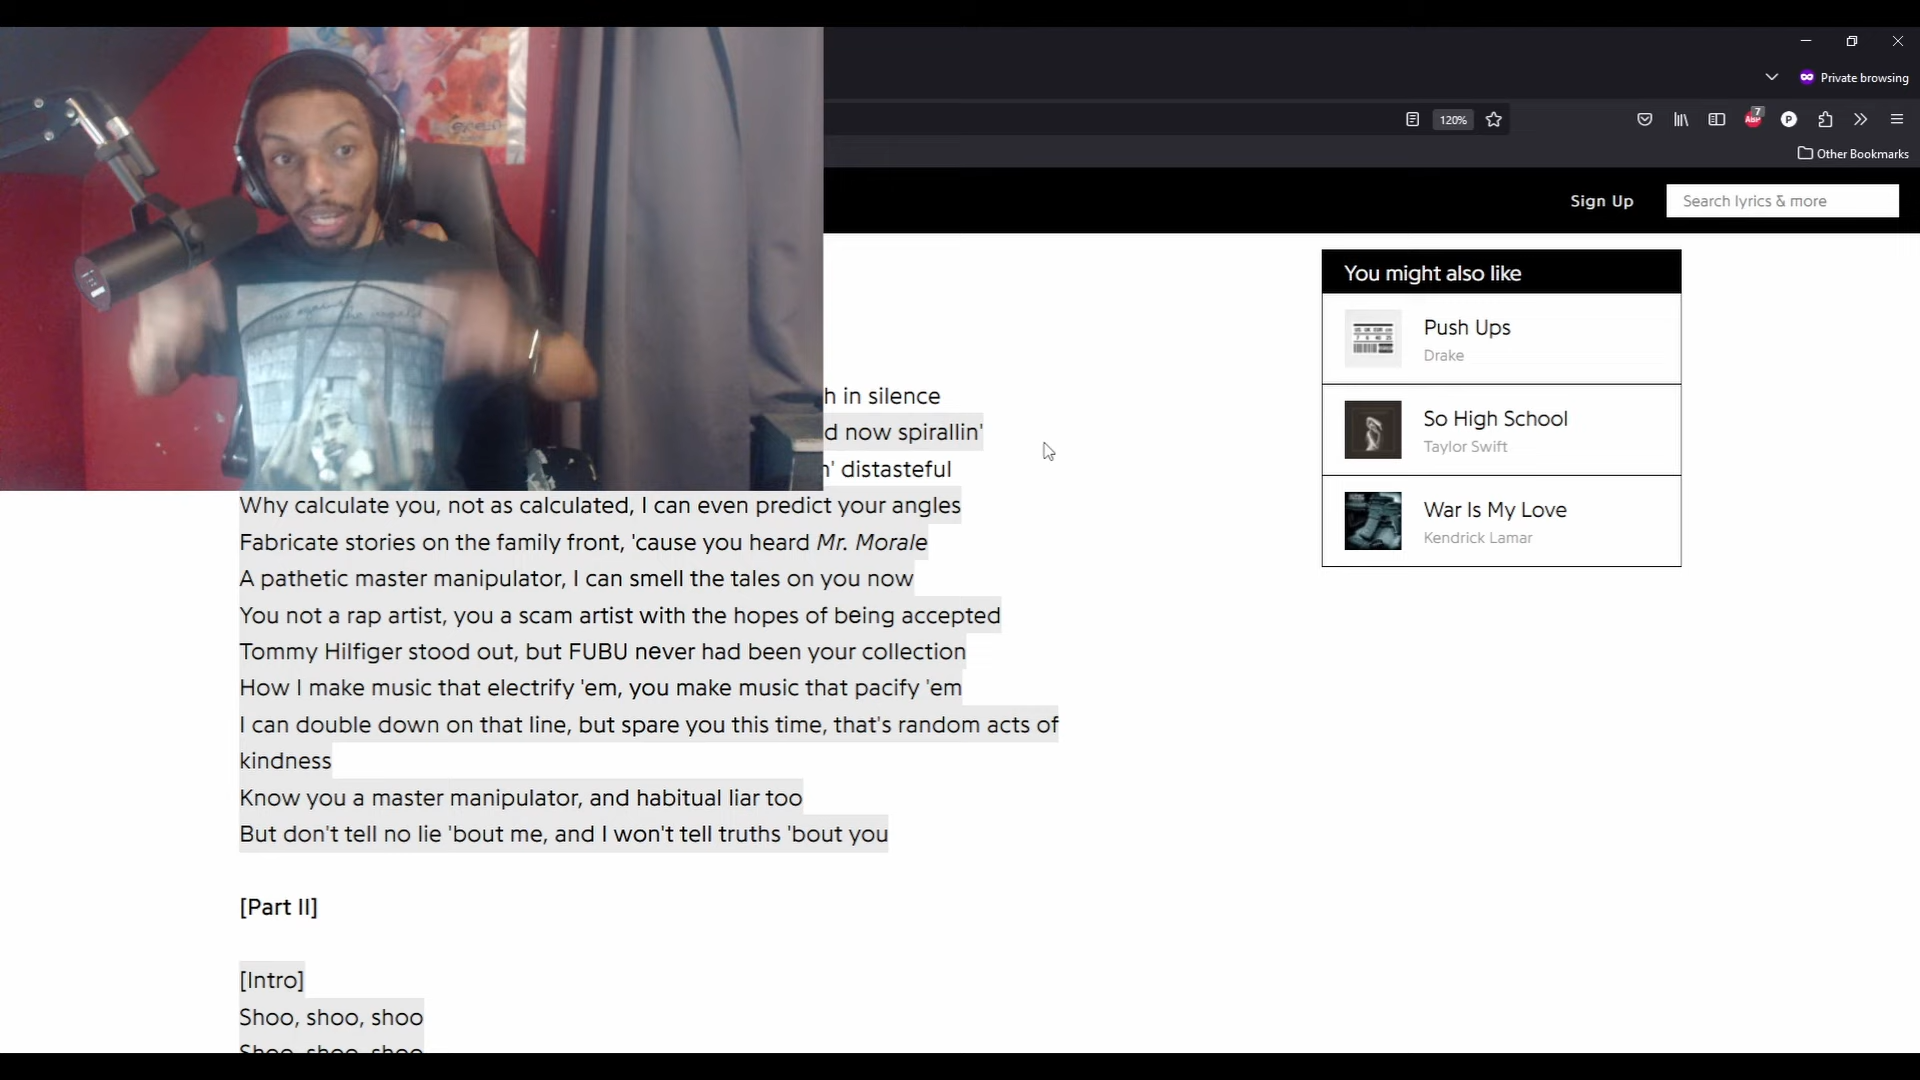 Private browsing
120%
7
ABP
P
Other Bookmarks
Sign Up
Search lyrics & more
You might also like
Push Ups
Drake
So High School
Taylor Swift
War Is My Love
Kendrick Lamar
h in silence
d now spirallin'
n' distasteful
Why calculate you, not as calculated, I can even predict your angles
Fabricate stories on the family front, 'cause you heard Mr. Morale
A pathetic master manipulator, I can smell the tales on you now
You not a rap artist, you a scam artist with the hopes of being accepted
Tommy Hilfiger stood out, but FUBU never had been your collection
How I make music that electrify 'em, you make music that pacify 'em
I can double down on that line, but spare you this time, that's random acts of
kindness
Know you a master manipulator, and habitual liar too
But don't tell no lie 'bout me, and I won't tell truths 'bout you
[Part II]
[Intro]
Shoo, shoo, shoo
Shoo, shoo, shoo